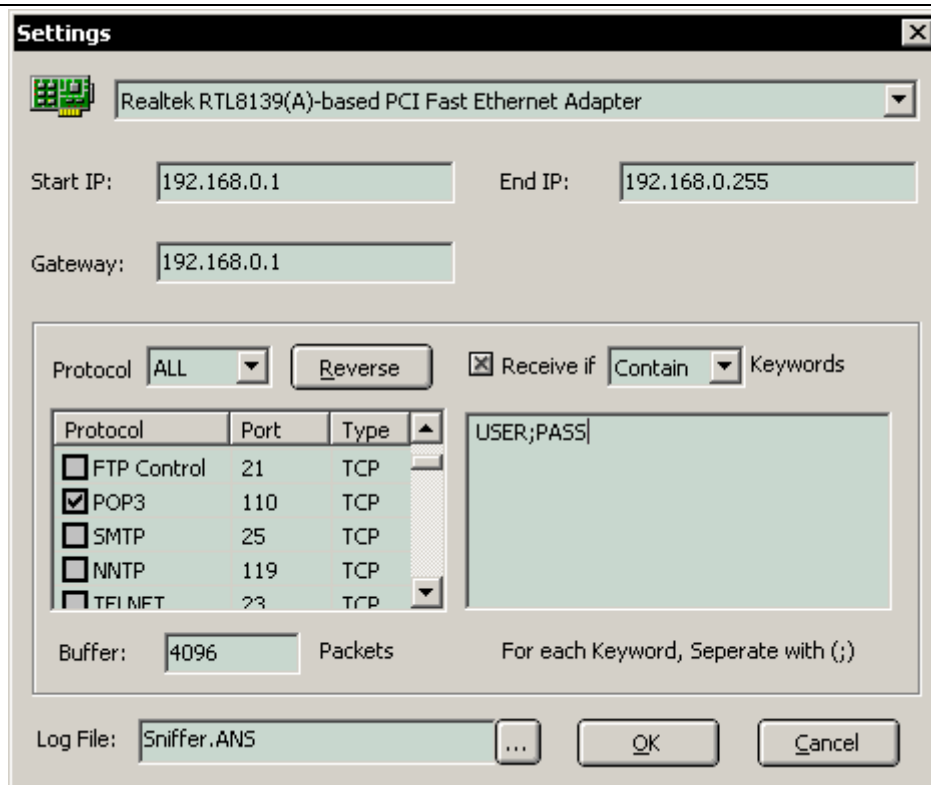 Settings
Realtek RTL8139(A)-based PCI Fast Ethernet Adapter
Start IP: 192.168.0.1 End IP: 192.168.0.255
Gateway: 192.168.0.1
Protocol ALL Reverse Receive if Contain Keywords
Protocol Port Type
FTP Control 21 TCP
POP3 110 TCP
SMTP 25 TCP
NNTP 119 TCP
TELNET 23 TCP
USER;PASS
Buffer: 4096 Packets For each Keyword, Seperate with (;)
Log File: Sniffer.ANS ... OK Cancel